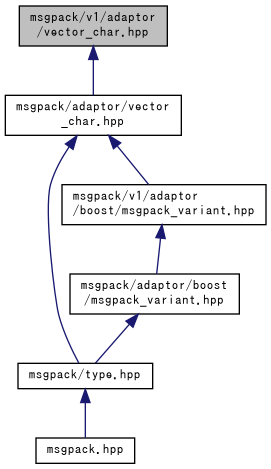 msgpack/v1/adaptor
/vector_char.hpp
msgpack/adaptor/vector
_char.hpp
msgpack/v1/adaptor
/boost/msgpack_variant.hpp
msgpack/adaptor/boost
/msgpack_variant.hpp
msgpack/type.hpp
msgpack.hpp